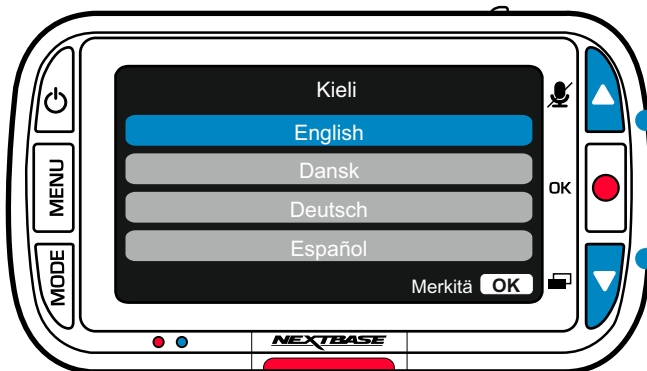 Kieli
English
Dansk
Deutsch
Español
Merkitä OK
MENU
MODE
OK
NEXTBASE